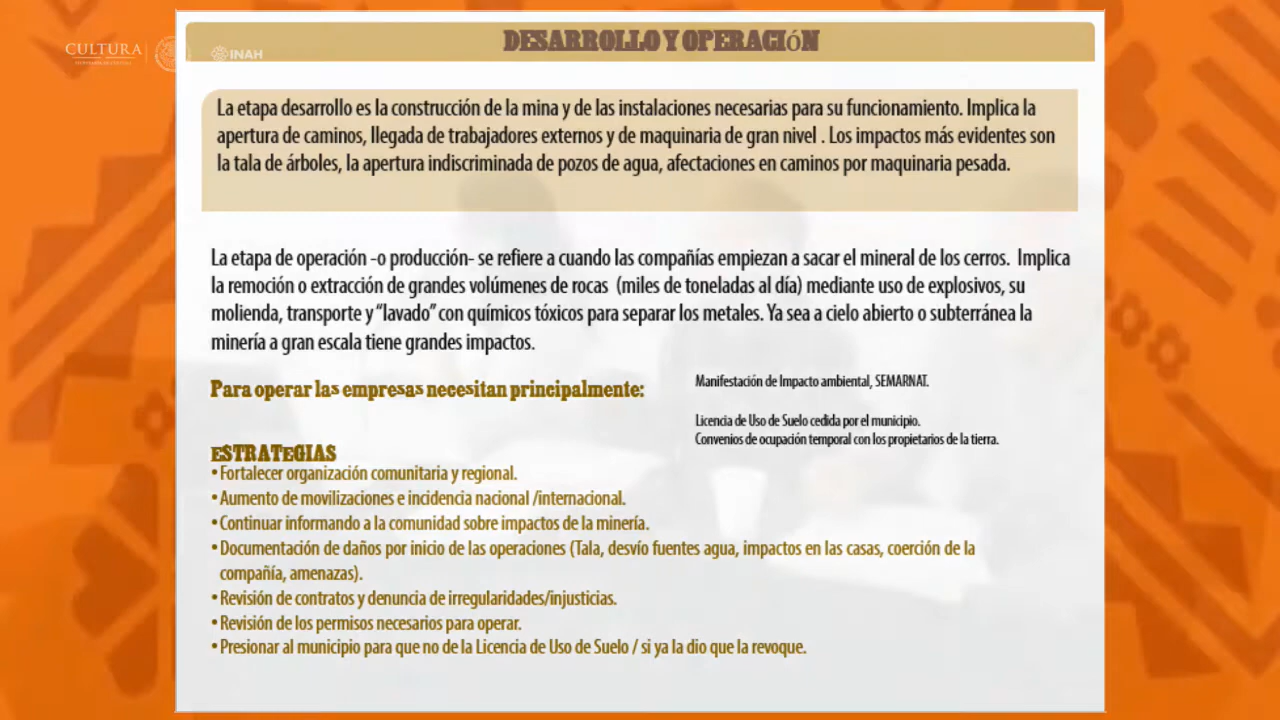 CULTURA
INAH
DESARROLLO Y OPERACIÓN
La etapa desarrollo es la construcción de la mina y de las instalaciones necesarias para su funcionamiento. Implica la
apertura de caminos, llegada de trabajadores externos y de maquinaria de gran nivel . Los impactos más evidentes son
la tala de árboles, la apertura indiscriminada de pozos de agua, afectaciones en caminos por maquinaria pesada.
La etapa de operación -o producción- se refiere a cuando las compañías empiezan a sacar el mineral de los cerros. Implica
la remoción o extracción de grandes volúmenes de rocas (miles de toneladas al día) mediante uso de explosivos, su
molienda, transporte y “lavado” con químicos tóxicos para separar los metales. Ya sea a cielo abierto o subterránea la
minería a gran escala tiene grandes impactos.
Para operar las empresas necesitan principalmente:
Manifestación de Impacto ambiental, SEMARNAT.
Licencia de Uso de Suelo cedida por el municipio.
Convenios de ocupación temporal con los propietarios de la tierra.
ESTRATEGIAS
• Fortalecer organización comunitaria y regional.
• Aumento de movilizaciones e incidencia nacional /internacional.
• Continuar informando a la comunidad sobre impactos de la minería.
• Documentación de daños por inicio de las operaciones (Tala, desvío fuentes agua, impactos en las casas, coerción de la
compañía, amenazas).
• Revisión de contratos y denuncia de irregularidades/injusticias.
• Revisión de los permisos necesarios para operar.
• Presionar al municipio para que no de la Licencia de Uso de Suelo / si ya la dio que la revoque.